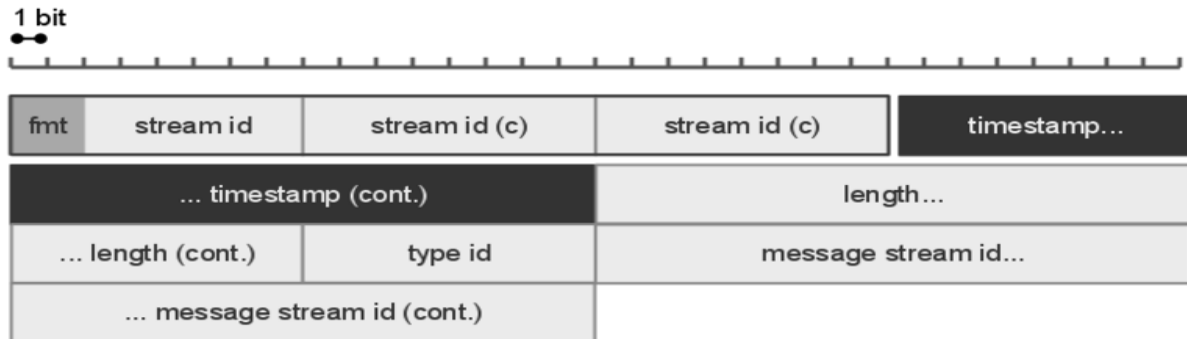 1 bit
fmt stream id stream id (c) stream id (c) timestamp...
... timestamp (cont.) length...
... length (cont.) type id message stream id...
... message stream id (cont.)